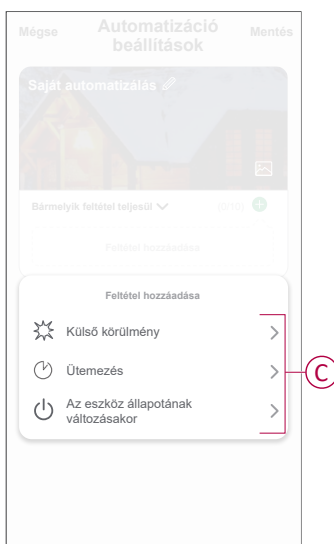 Mégse
Automatizáció
beállítások
Mentés
Saját automatizálás
Bármelyik feltétel teljesül
(0/10)
Feltétel hozzáadása
Feltétel hozzáadása
Külső körülmény
Ütemezés
Az eszköz állapotának
változásakor
C